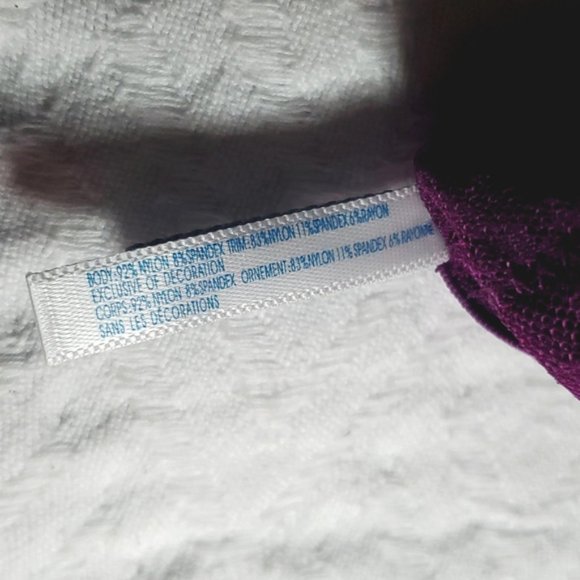 BODY:92% NYLON 8%SPANDEX TRIM:83%NYLON 11%SPANDEX 6%RAYON
EXCLUSIVE OF DECORATION
CORPS:92% NYLON 8%SPANDEX ORNEMENT:83%NYLON 11% SPANDEX 6% RAYONNE
SANS LES DÉCORATIONS